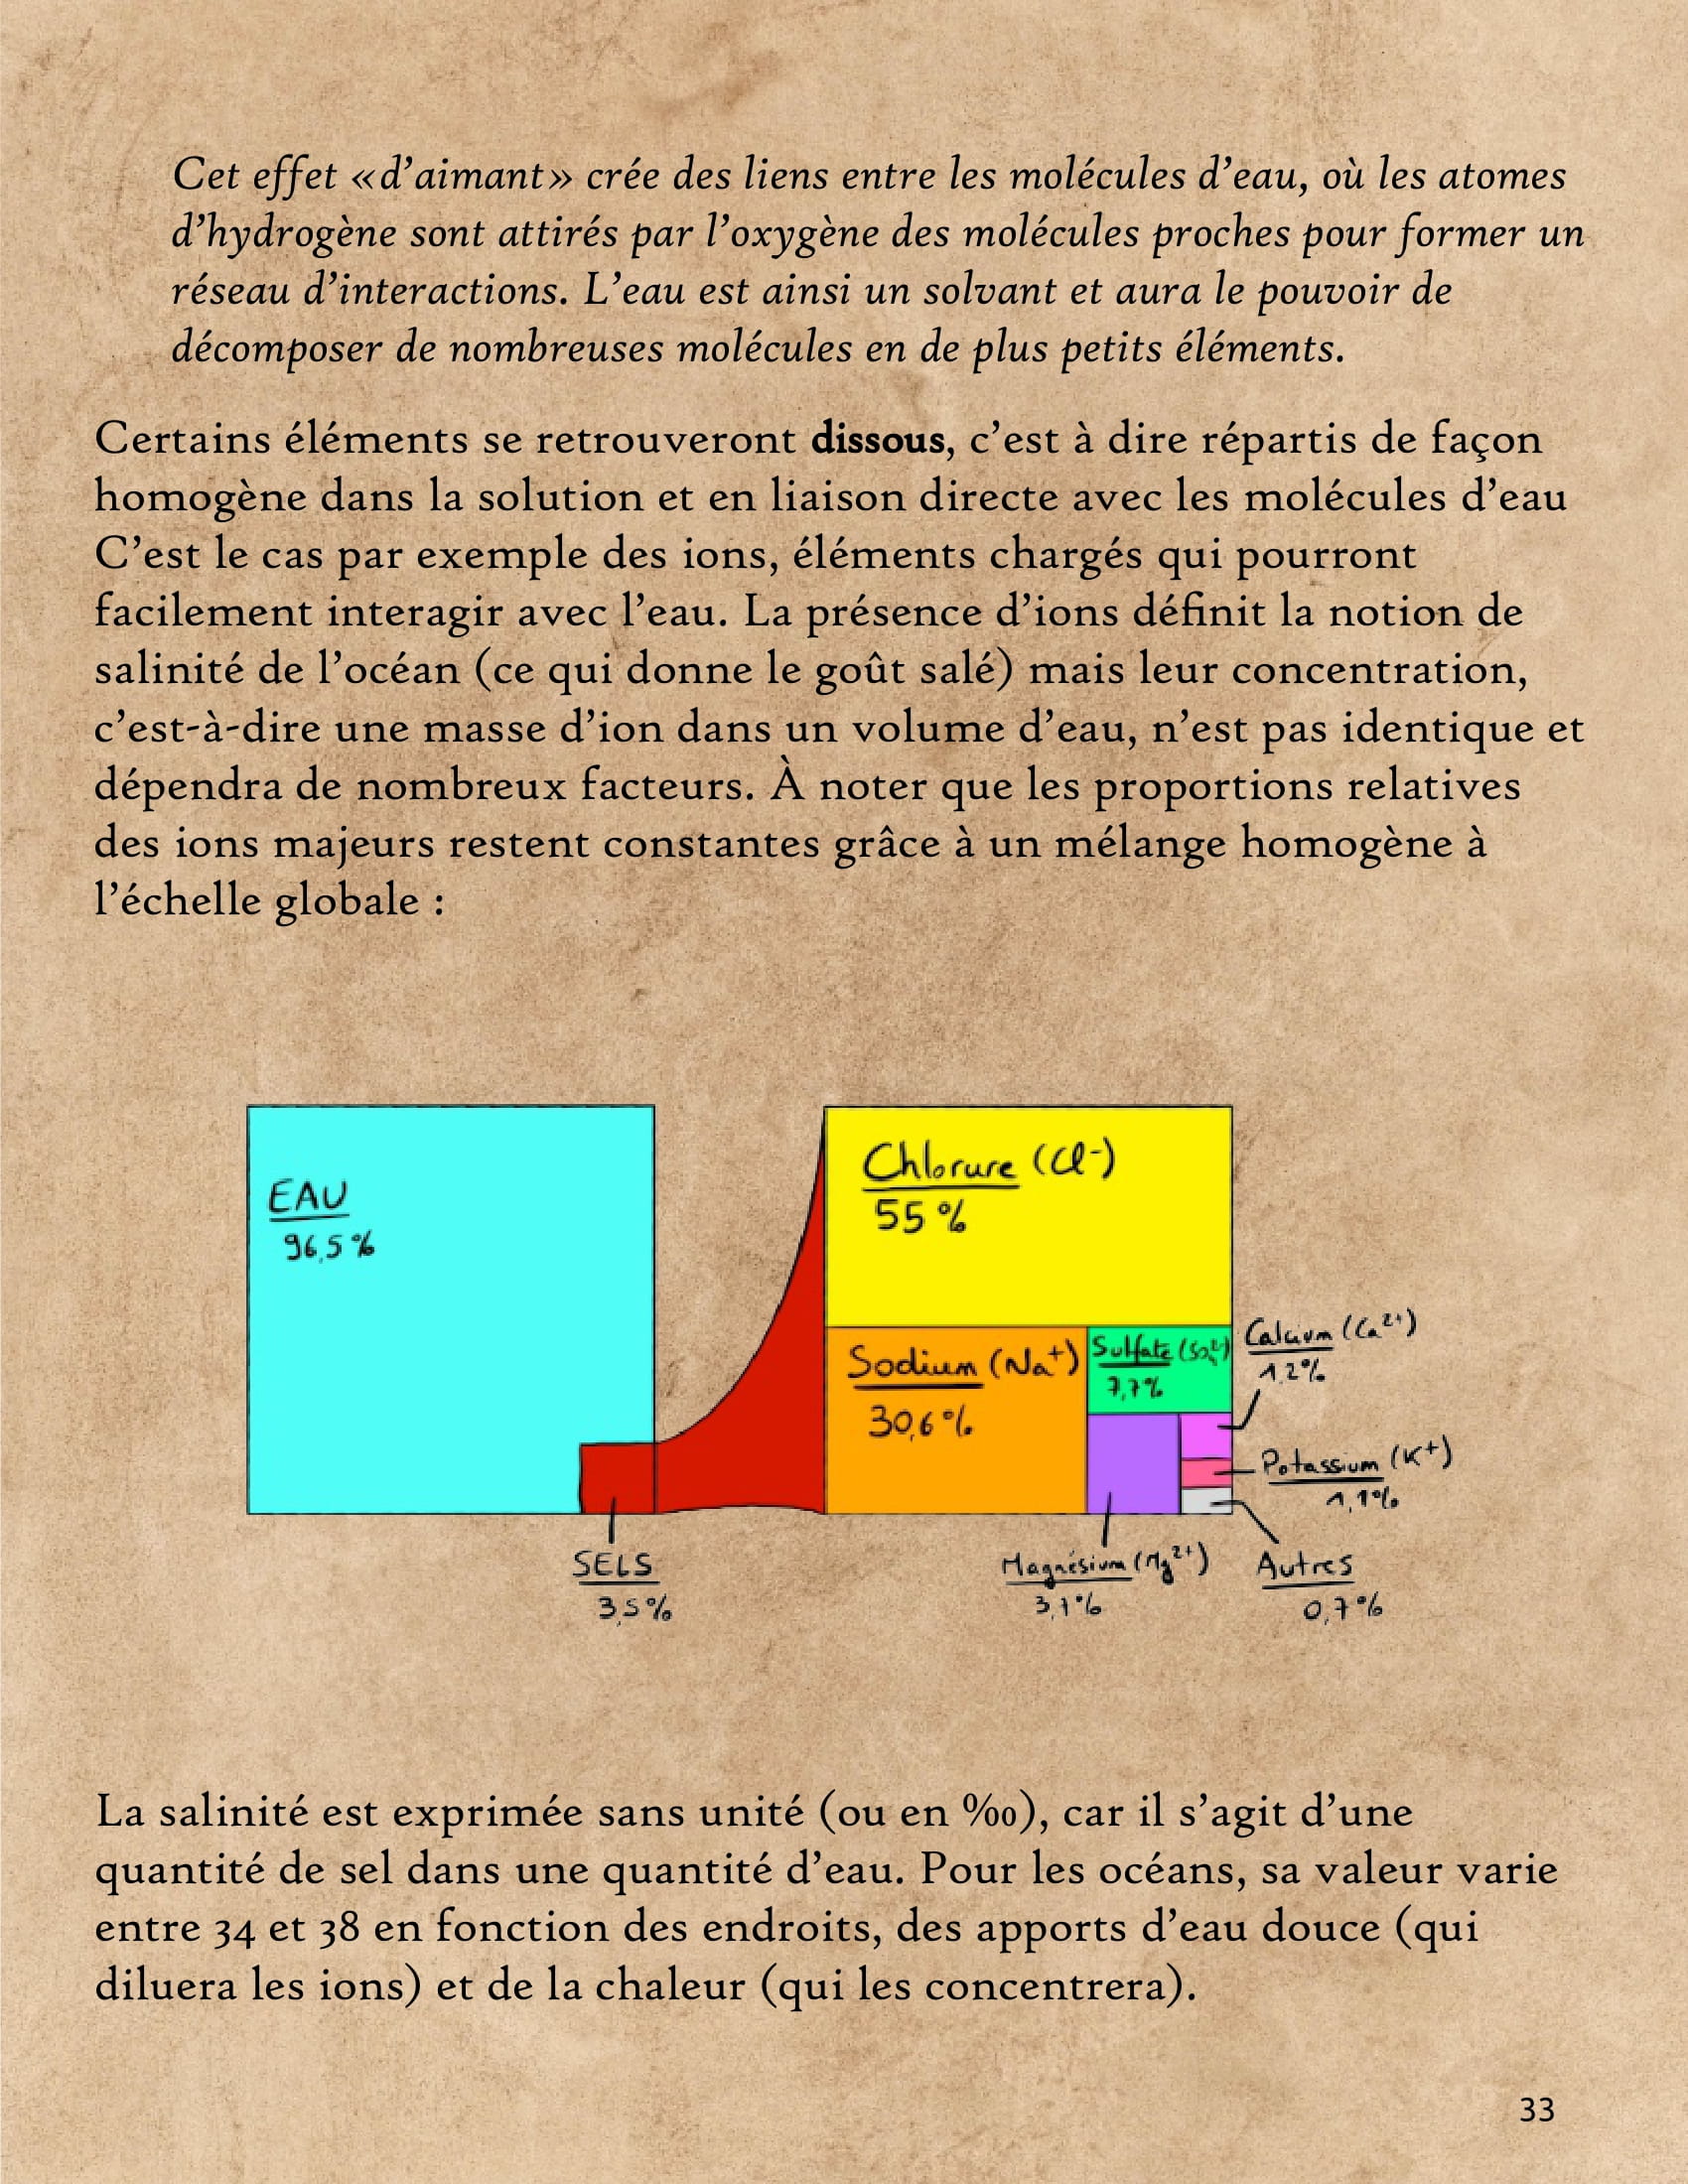 Cet effet «d’aimant» crée des liens entre les molécules d’eau, où les atomes
d’hydrogène sont attirés par l’oxygène des molécules proches pour former un
réseau d’interactions. L’eau est ainsi un solvant et aura le pouvoir de
décomposer de nombreuses molécules en de plus petits éléments.
Certains éléments se retrouveront dissous, c’est à dire répartis de façon
homogène dans la solution et en liaison directe avec les molécules d’eau
C’est le cas par exemple des ions, éléments chargés qui pourront
facilement interagir avec l’eau. La présence d’ions définit la notion de
salinité de l’océan (ce qui donne le goût salé) mais leur concentration,
c’est-à-dire une masse d’ion dans un volume d’eau, n’est pas identique et
dépendra de nombreux facteurs. À noter que les proportions relatives
des ions majeurs restent constantes grâce à un mélange homogène à
l’échelle globale :
EAU
96,5 %
SELS
3,5 %
Chlorure (Cl-)
55 %
Sodium (Na+)
30,6 %
Sulfate (SO₄²⁻)
7,7 %
Calcium (Ca²⁺)
1,2 %
Potassium (K+)
1,1 %
Magnésium (Mg²⁺)
3,7 %
Autres
0,7 %
La salinité est exprimée sans unité (ou en ‰), car il s’agit d’une
quantité de sel dans une quantité d’eau. Pour les océans, sa valeur varie
entre 34 et 38 en fonction des endroits, des apports d’eau douce (qui
diluera les ions) et de la chaleur (qui les concentrera).
33